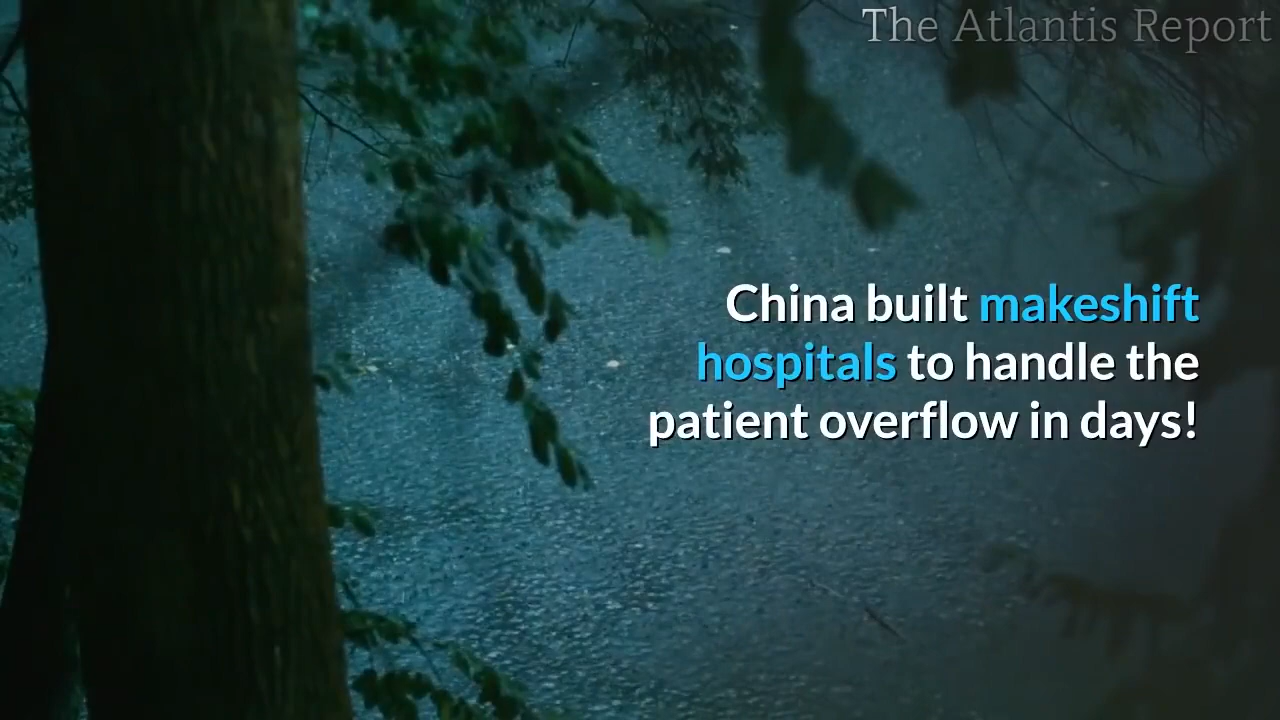 The Atlantis Report
China built makeshift
hospitals to handle the
patient overflow in days!